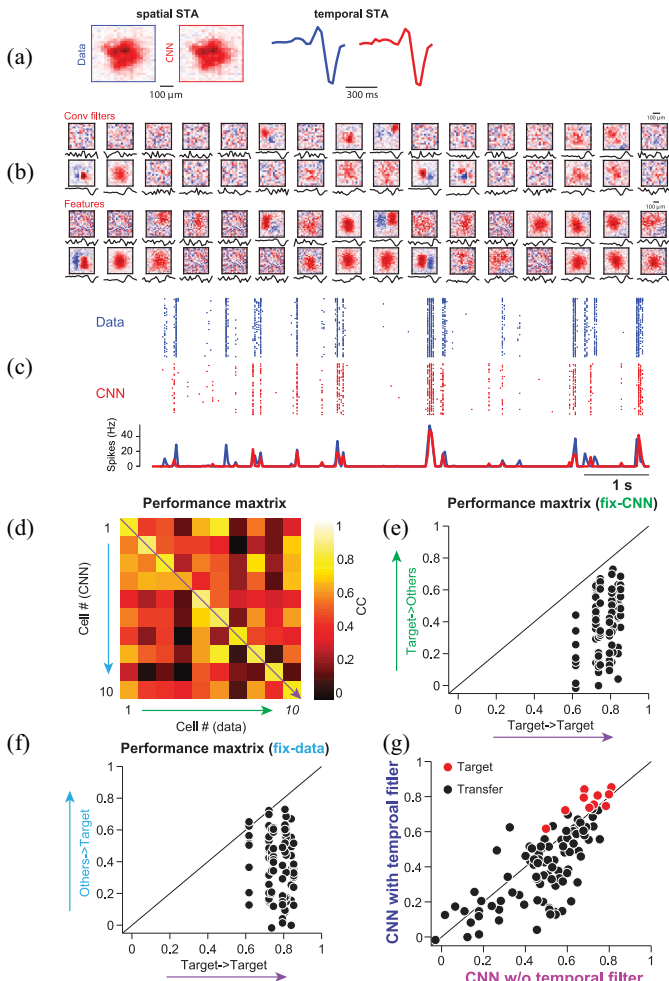 spatial STA
temporal STA
(a)
Data
CNN
100 µm
300 ms
Conv filters
100 µm
(b)
Features
100 µm
Data
(c)
CNN
Spikes (Hz)
40
20
0
1 s
(d)
Performance maxtrix
1
10
Cell # (CNN)
1
10
Cell # (data)
1
0.8
0.6
0.4
0.2
0
CC
(e)
Performance maxtrix (fix-CNN)
Target->Others
1
0.8
0.6
0.4
0.2
0
0 0.2 0.4 0.6 0.8 1
Target->Target
(f)
Performance maxtrix (fix-data)
Others->Target
1
0.8
0.6
0.4
0.2
0
0 0.2 0.4 0.6 0.8 1
Target->Target
(g)
Target
Transfer
CNN with temproal fitler
1
0.8
0.6
0.4
0.2
0
0 0.2 0.4 0.6 0.8 1
CNN w/o temporal filter